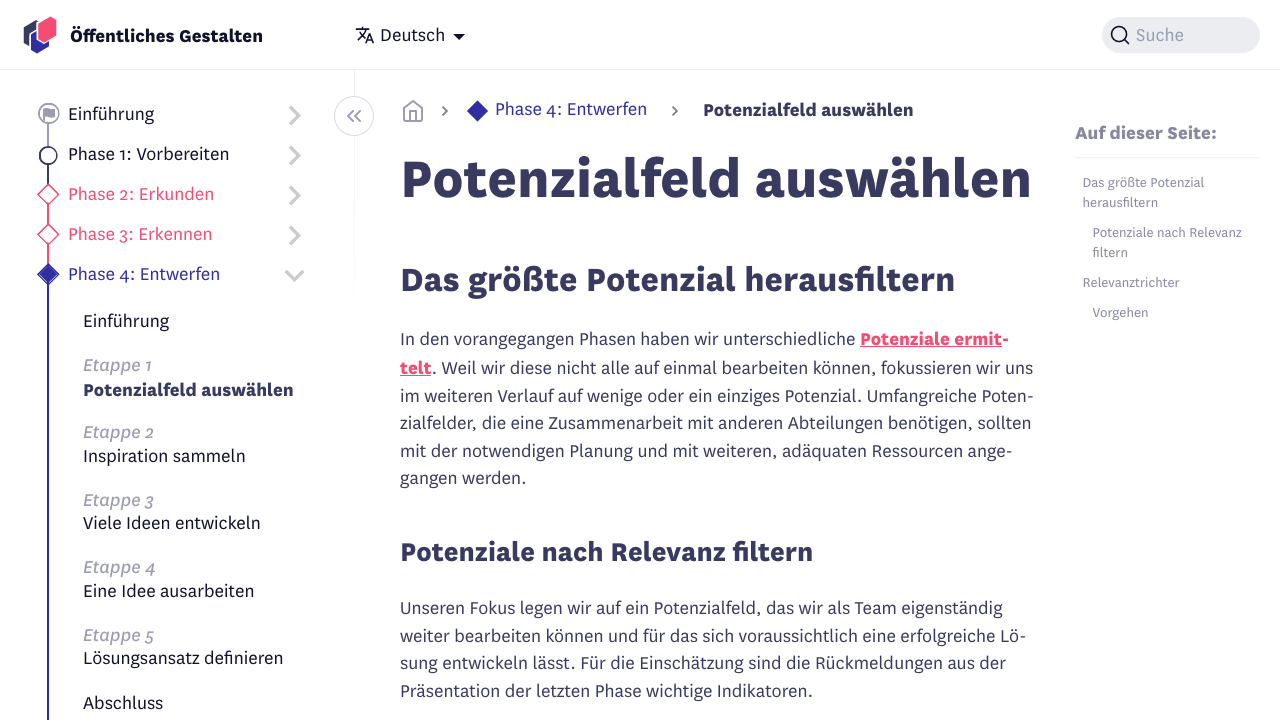 Öffentliches Gestalten
Deutsch
Suche
Einführung
Phase 1: Vorbereiten
Phase 2: Erkunden
Phase 3: Erkennen
Phase 4: Entwerfen
Einführung
Etappe 1
Potenzialfeld auswählen
Etappe 2
Inspiration sammeln
Etappe 3
Viele Ideen entwickeln
Etappe 4
Eine Idee ausarbeiten
Etappe 5
Lösungsansatz definieren
Abschluss
Phase 4: Entwerfen
Potenzialfeld auswählen
Potenzialfeld auswählen
Das größte Potenzial herausfiltern
In den vorangegangen Phasen haben wir unterschiedliche Potenziale ermit-
telt. Weil wir diese nicht alle auf einmal bearbeiten können, fokussieren wir uns
im weiteren Verlauf auf wenige oder ein einziges Potenzial. Umfangreiche Poten-
zialfelder, die eine Zusammenarbeit mit anderen Abteilungen benötigen, sollten
mit der notwendigen Planung und mit weiteren, adäquaten Ressourcen ange-
gangen werden.
Potenziale nach Relevanz filtern
Unseren Fokus legen wir auf ein Potenzialfeld, das wir als Team eigenständig
weiter bearbeiten können und für das sich voraussichtlich eine erfolgreiche Lö-
sung entwickeln lässt. Für die Einschätzung sind die Rückmeldungen aus der
Präsentation der letzten Phase wichtige Indikatoren.
Auf dieser Seite:
Das größte Potenzial
herausfiltern
Potenziale nach Relevanz
filtern
Relevanztrichter
Vorgehen